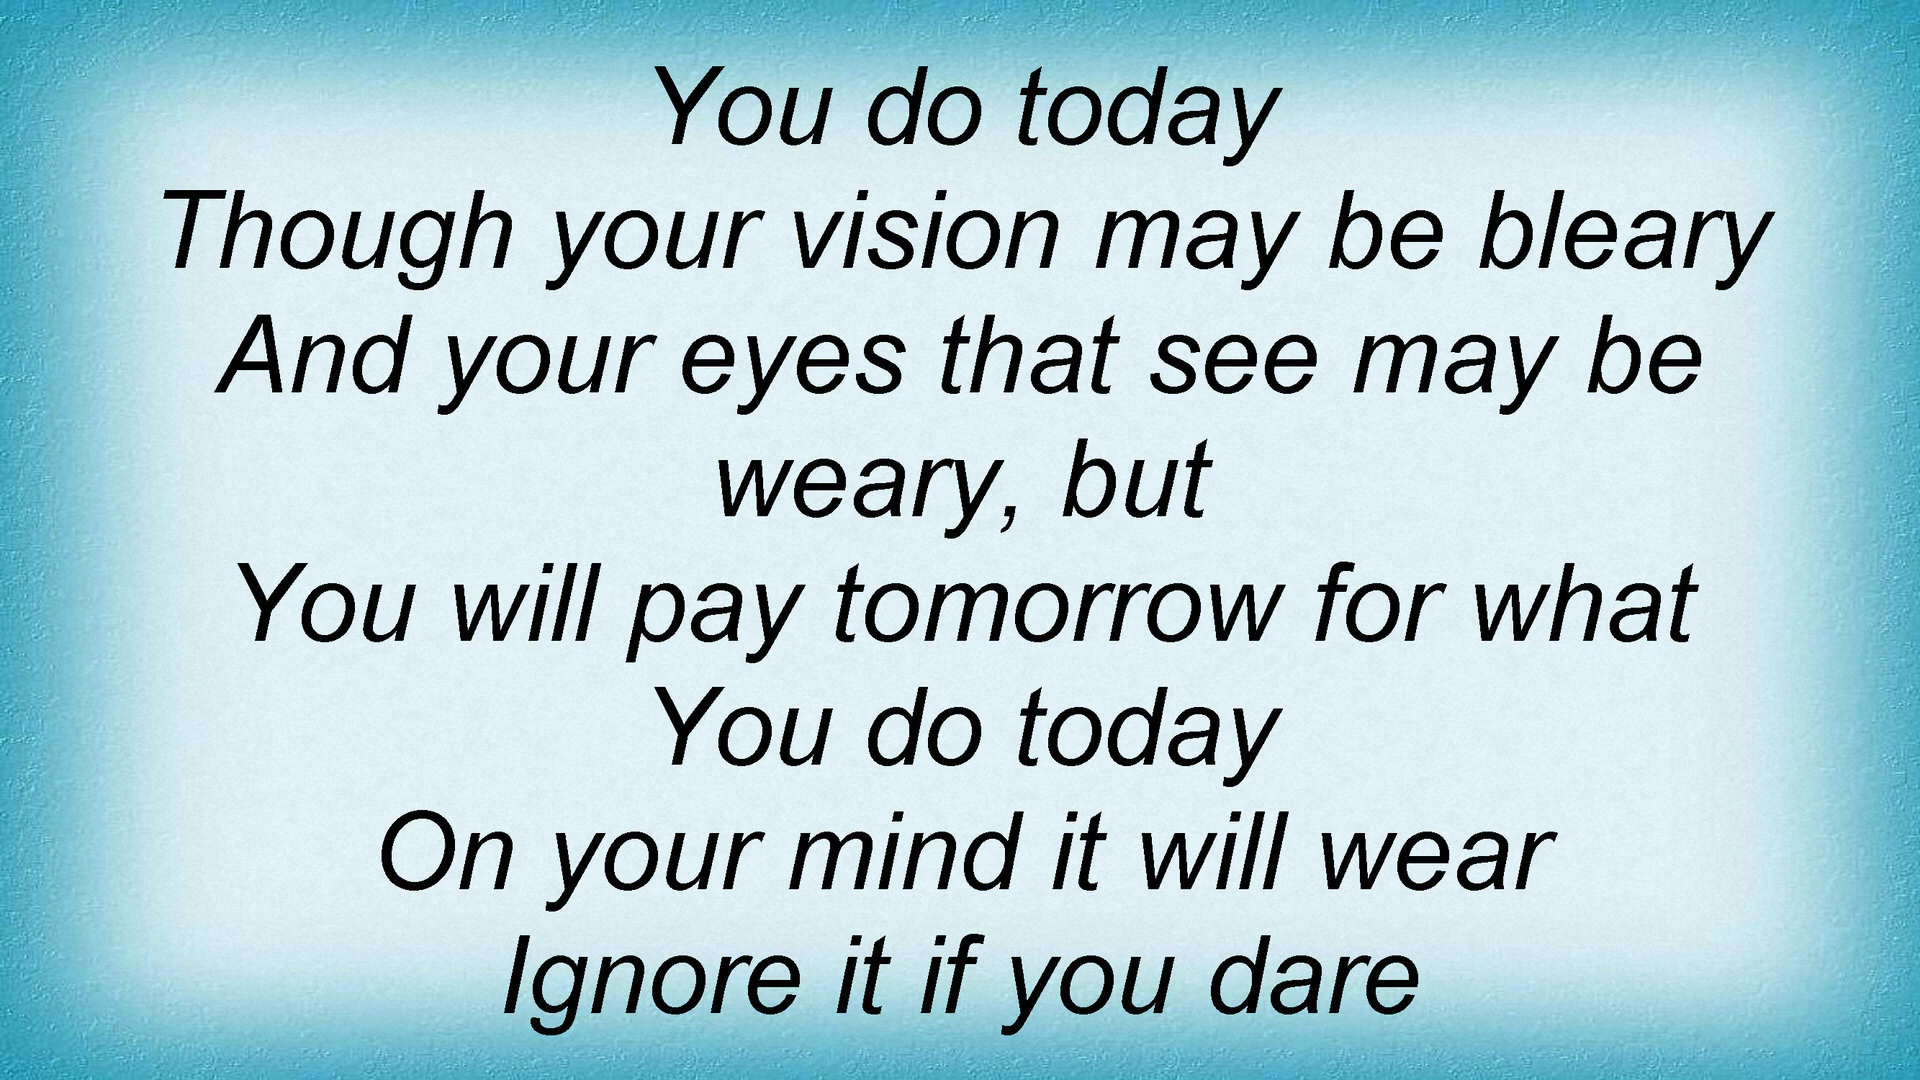 You do today
Though your vision may be bleary
And your eyes that see may be
weary, but
You will pay tomorrow for what
You do today
On your mind it will wear
Ignore it if you dare